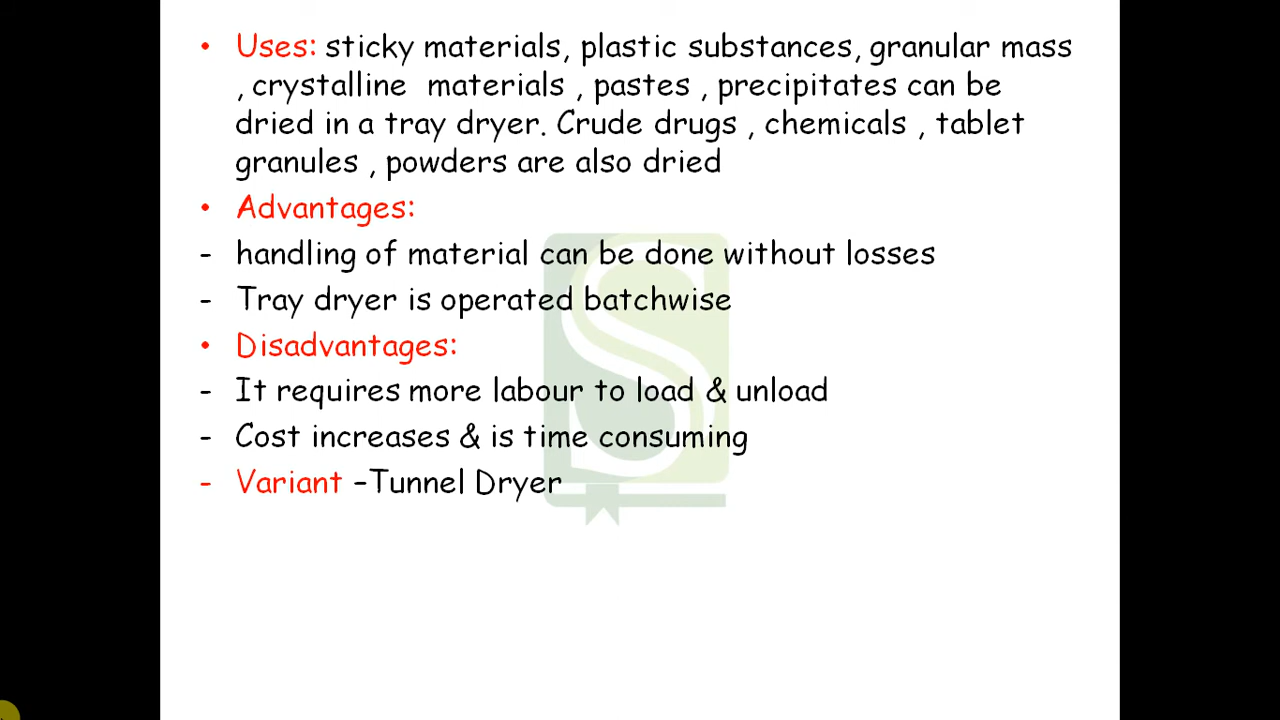 • Uses: sticky materials, plastic substances, granular mass
, crystalline materials , pastes , precipitates can be
dried in a tray dryer. Crude drugs , chemicals , tablet
granules , powders are also dried
• Advantages:
- handling of material can be done without losses
- Tray dryer is operated batchwise
• Disadvantages:
- It requires more labour to load & unload
- Cost increases & is time consuming
- Variant –Tunnel Dryer